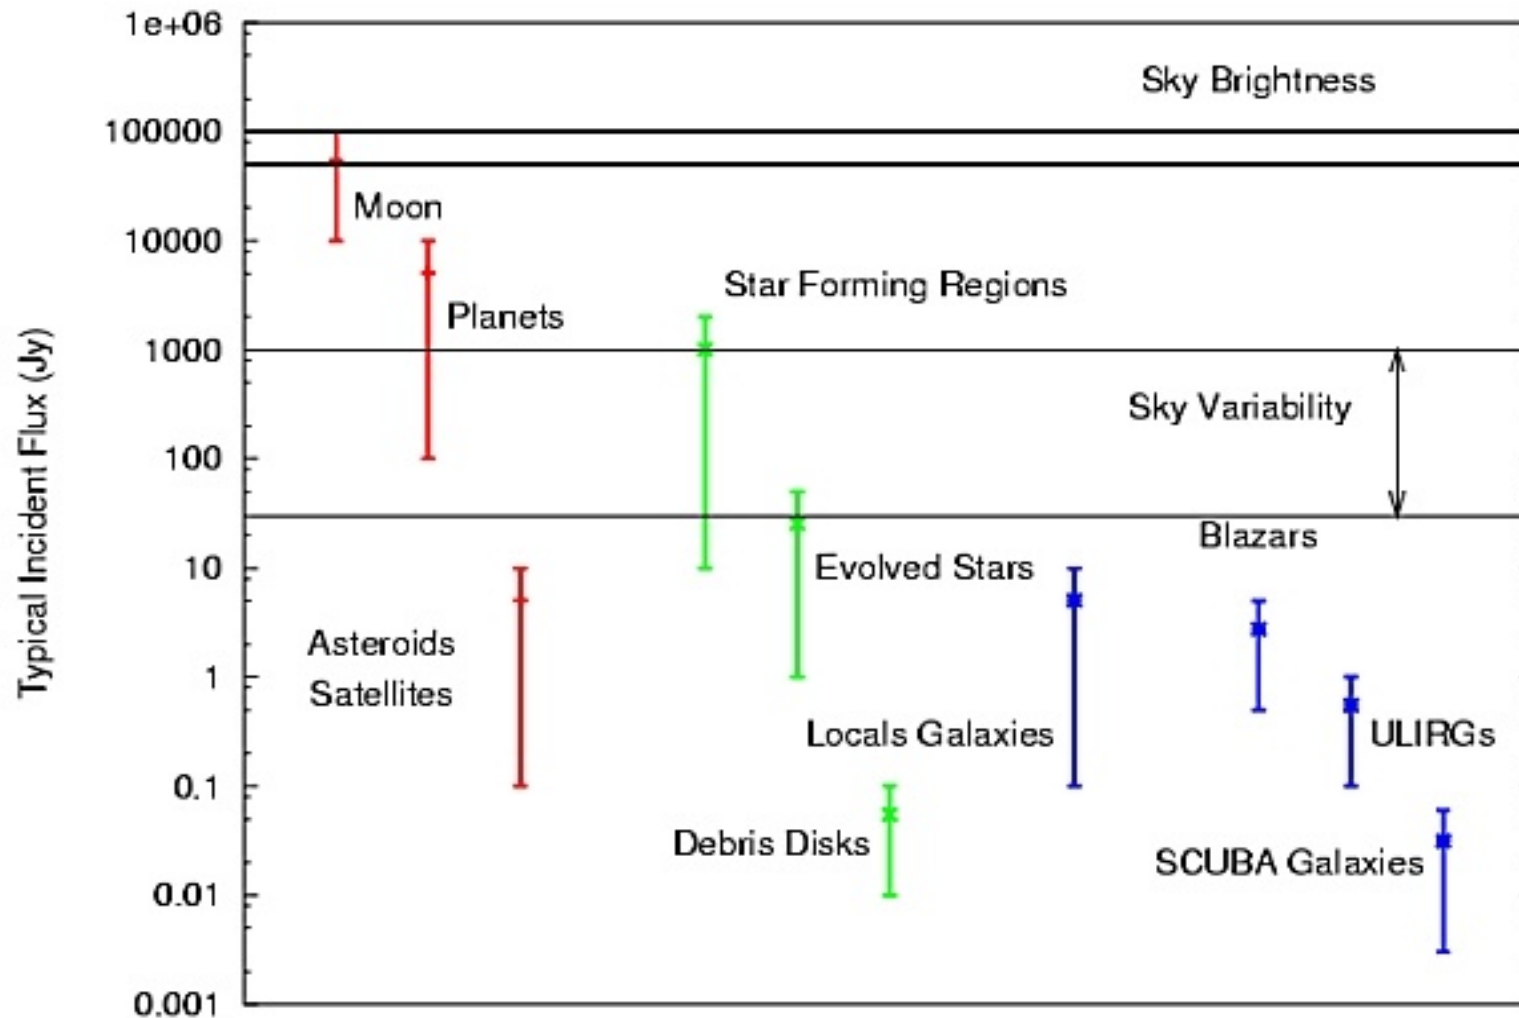 1e+06
Sky Brightness
100000
Moon
10000
Star Forming Regions
Planets
1000
Sky Variability
100
Blazars
10
Evolved Stars
Asteroids
1
Satellites
Locals Galaxies
ULIRGs
0.1
Debris Disks
SCUBA Galaxies
0.01
0.001
Typical Incident Flux (Jy)